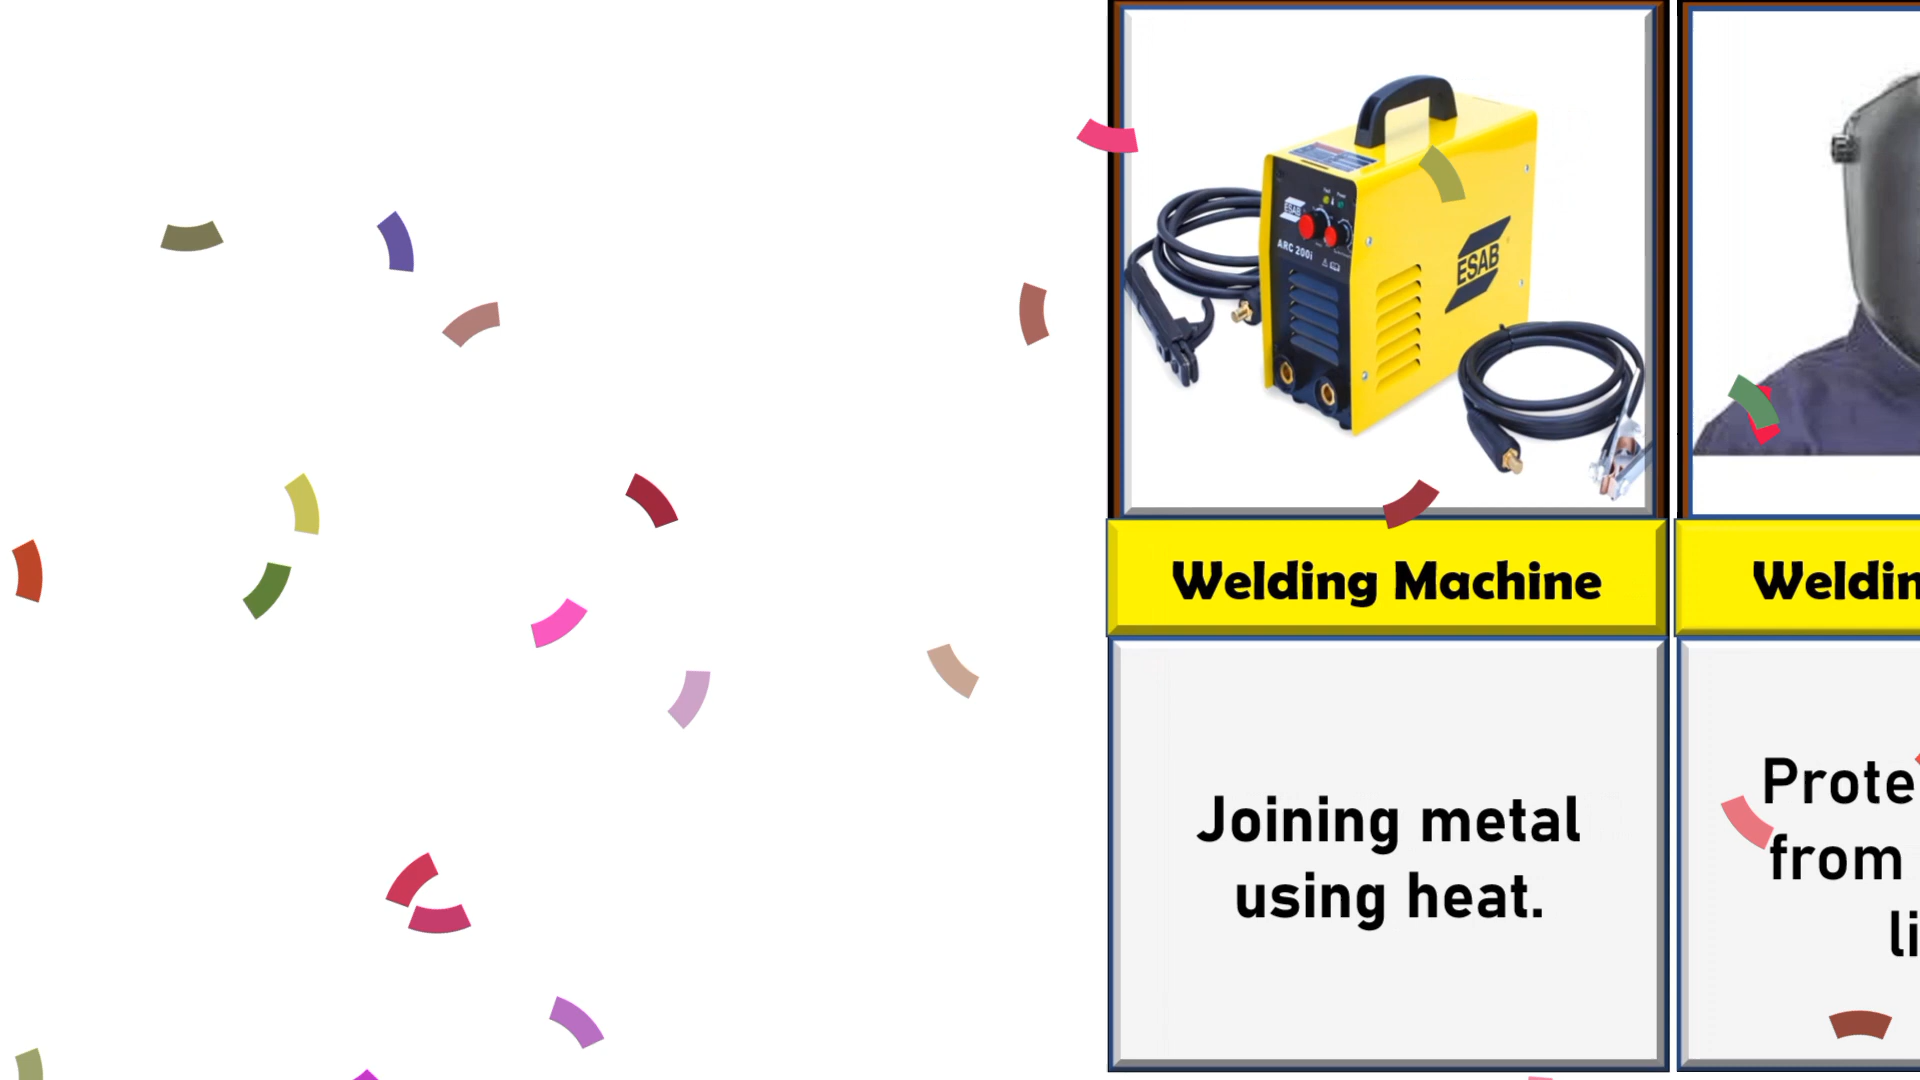 ESAB
ARC 200i
ESAB
Welding Machine
Joining metal
using heat.
Weldin
Prote
from
li